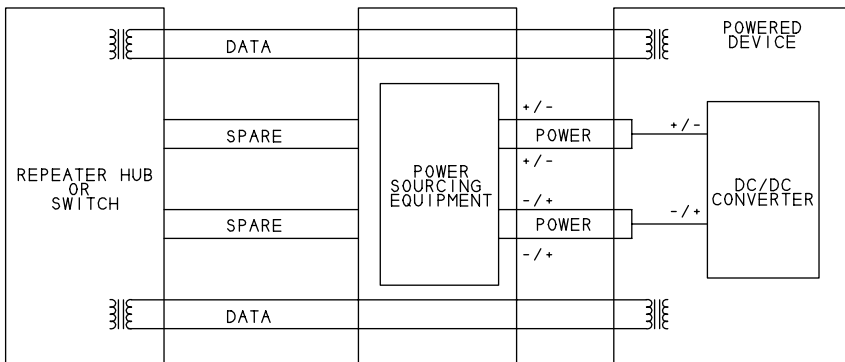 POWERED
DEVICE
DATA
+/-
SPARE
POWER
+/-
+/-
REPEATER HUB
OR
SWITCH
POWER
SOURCING
EQUIPMENT
DC/DC
CONVERTER
-/+
-/+
SPARE
POWER
-/+
DATA